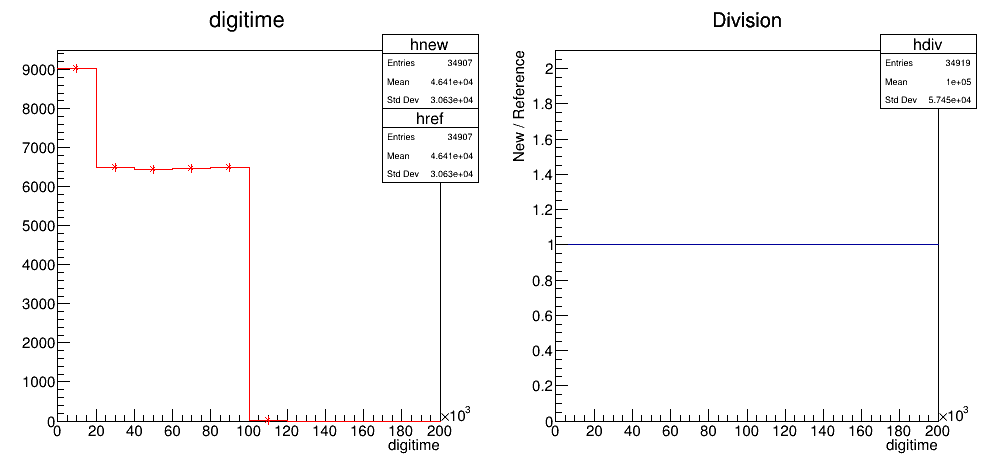 digitime
hnew
Entries 34907
Mean 4.641e+04
Std Dev 3.063e+04
href
Entries 34907
Mean 4.641e+04
Std Dev 3.063e+04
9000
8000
7000
6000
5000
4000
3000
2000
1000
0
0 20 40 60 80 100 120 140 160 180 200
×10³
digitime
Division
hdiv
Entries 34919
Mean 1e+05
Std Dev 5.745e+04
New / Reference
2
1.8
1.6
1.4
1.2
1
0.8
0.6
0.4
0.2
0
0 20 40 60 80 100 120 140 160 180 200
×10³
digitime